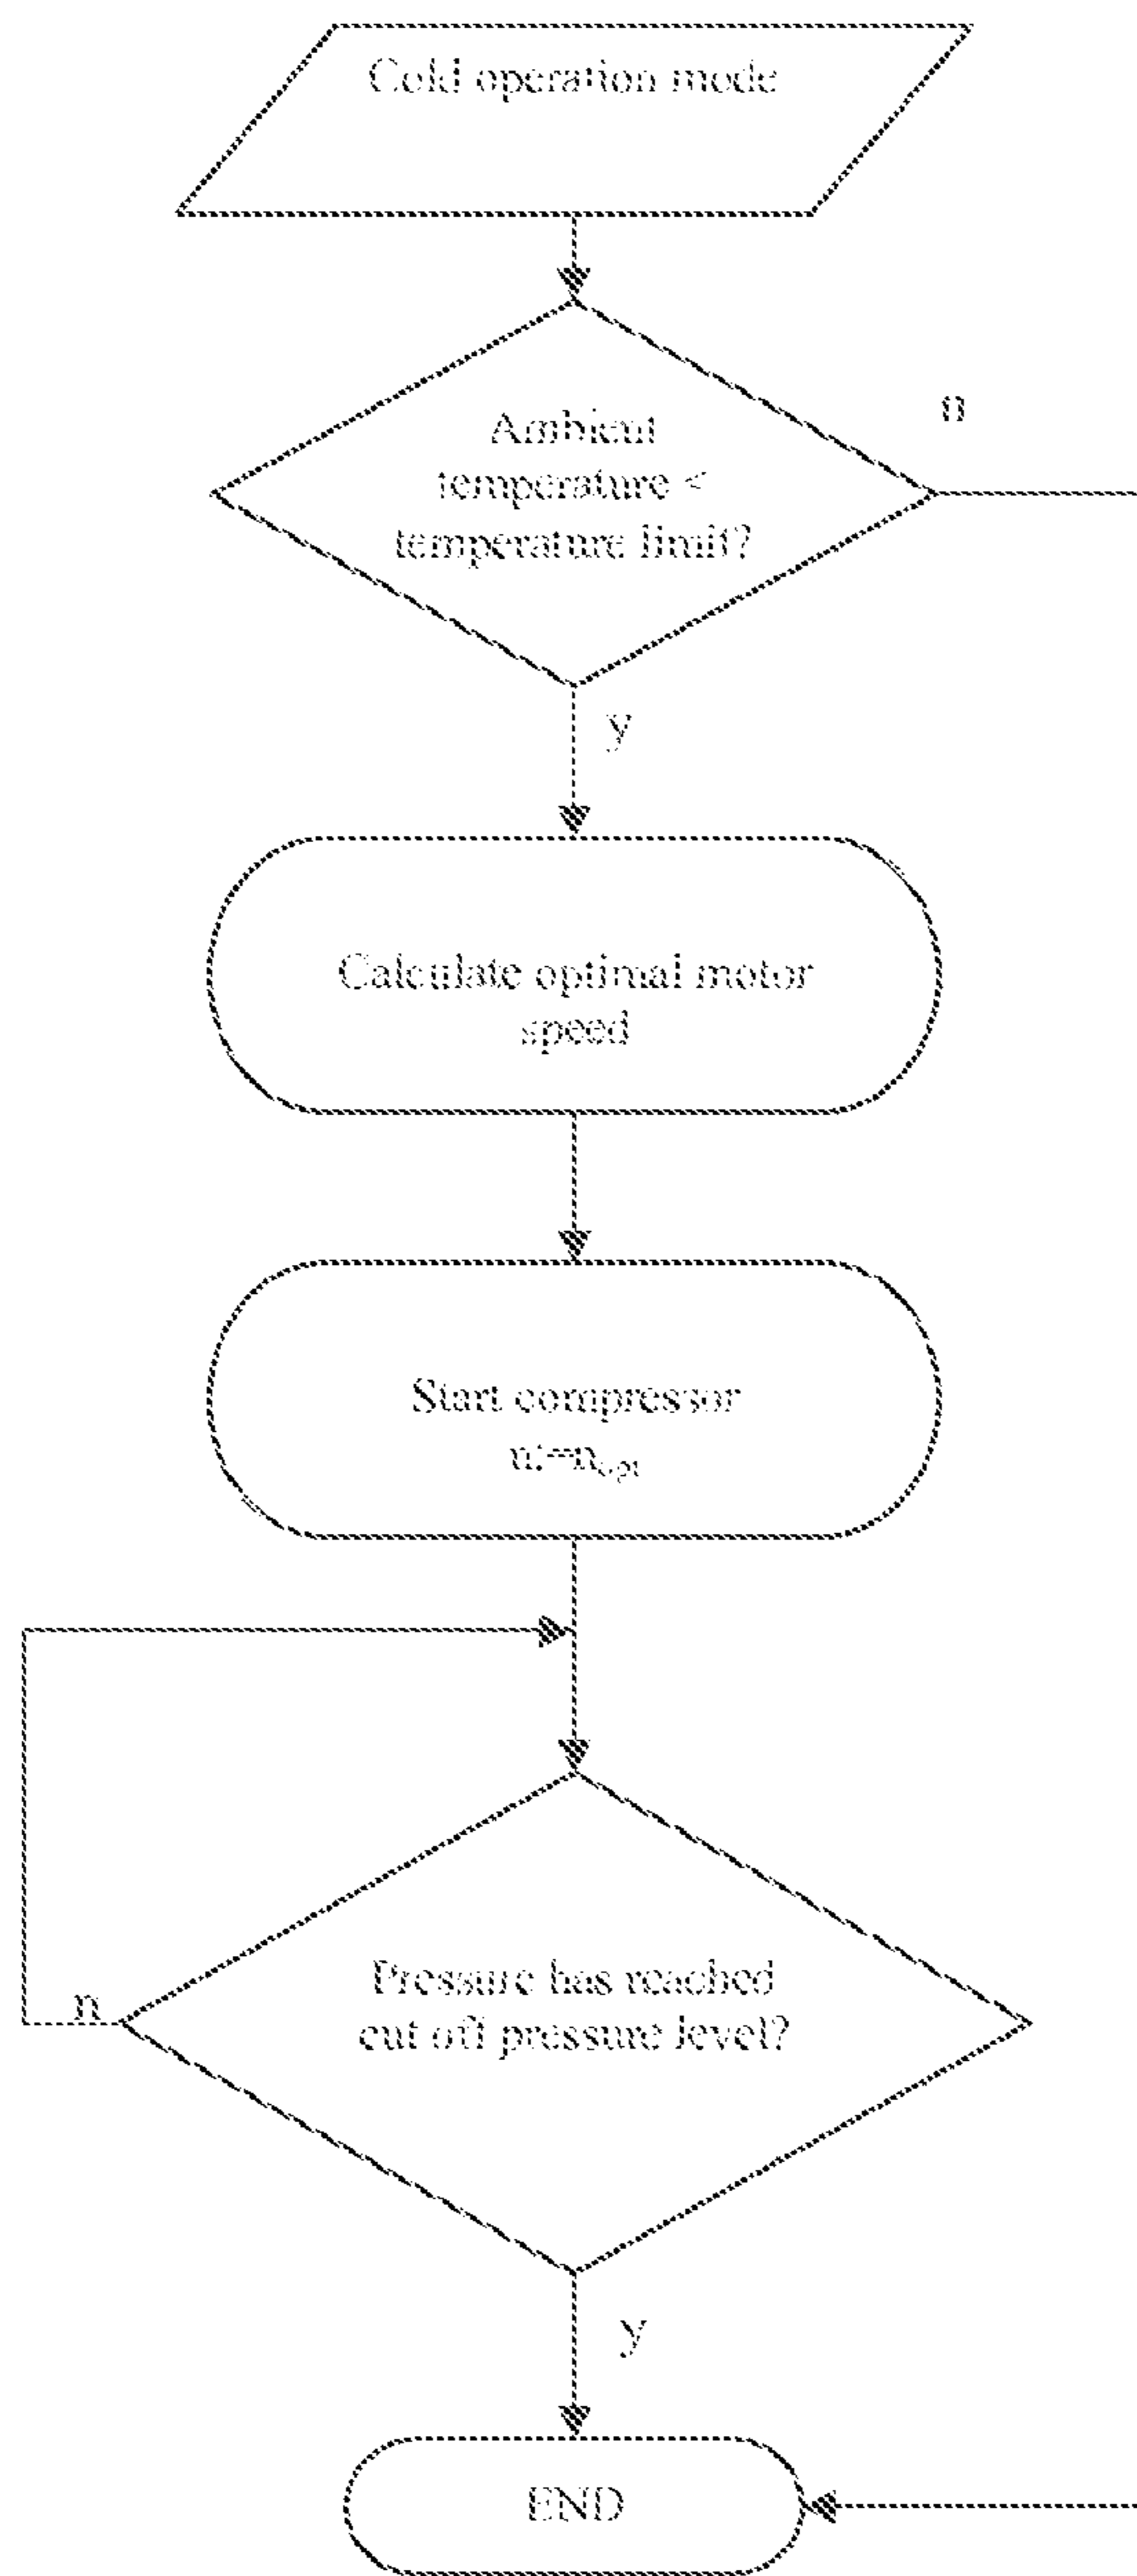 Cold operation mode
Ambient
temperature <
temperature limit?
n
y
Calculate optimal motor
speed
Start compressor
n:=nopt
Pressure has reached
cut off pressure level?
n
y
END